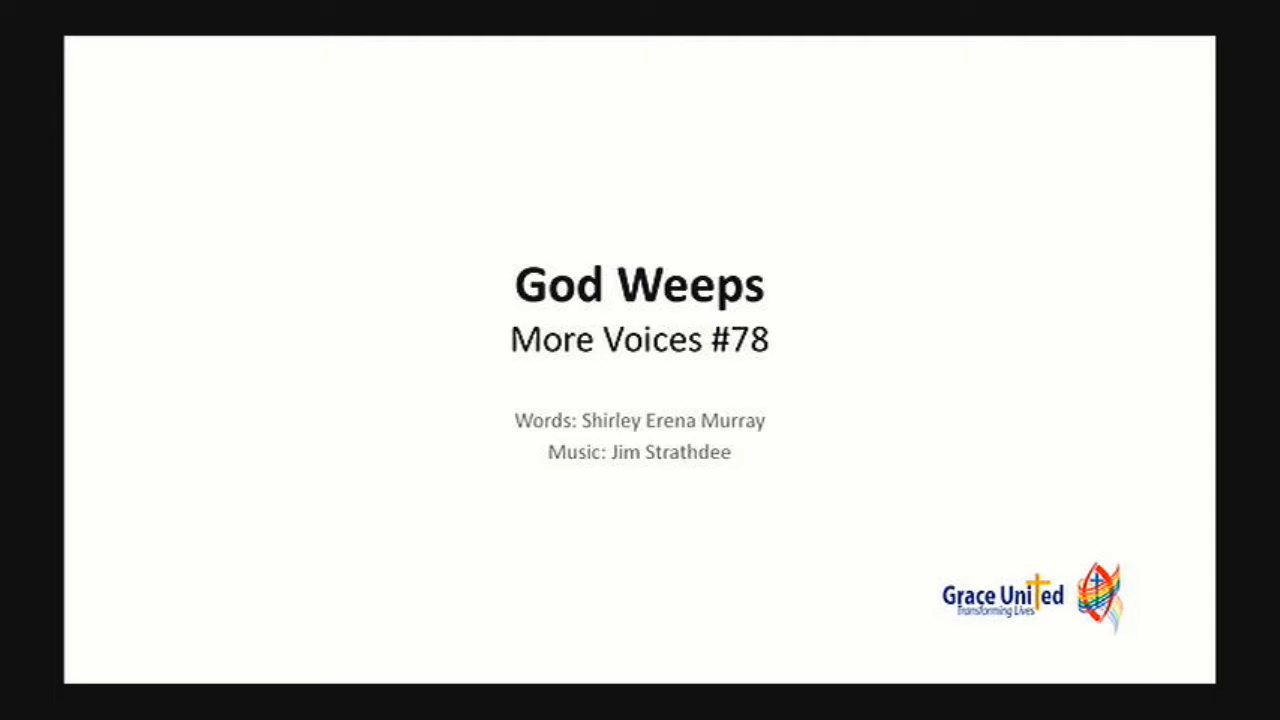 God Weeps
More Voices #78
Words: Shirley Erena Murray
Music: Jim Strathdee
Grace United
Transforming Lives